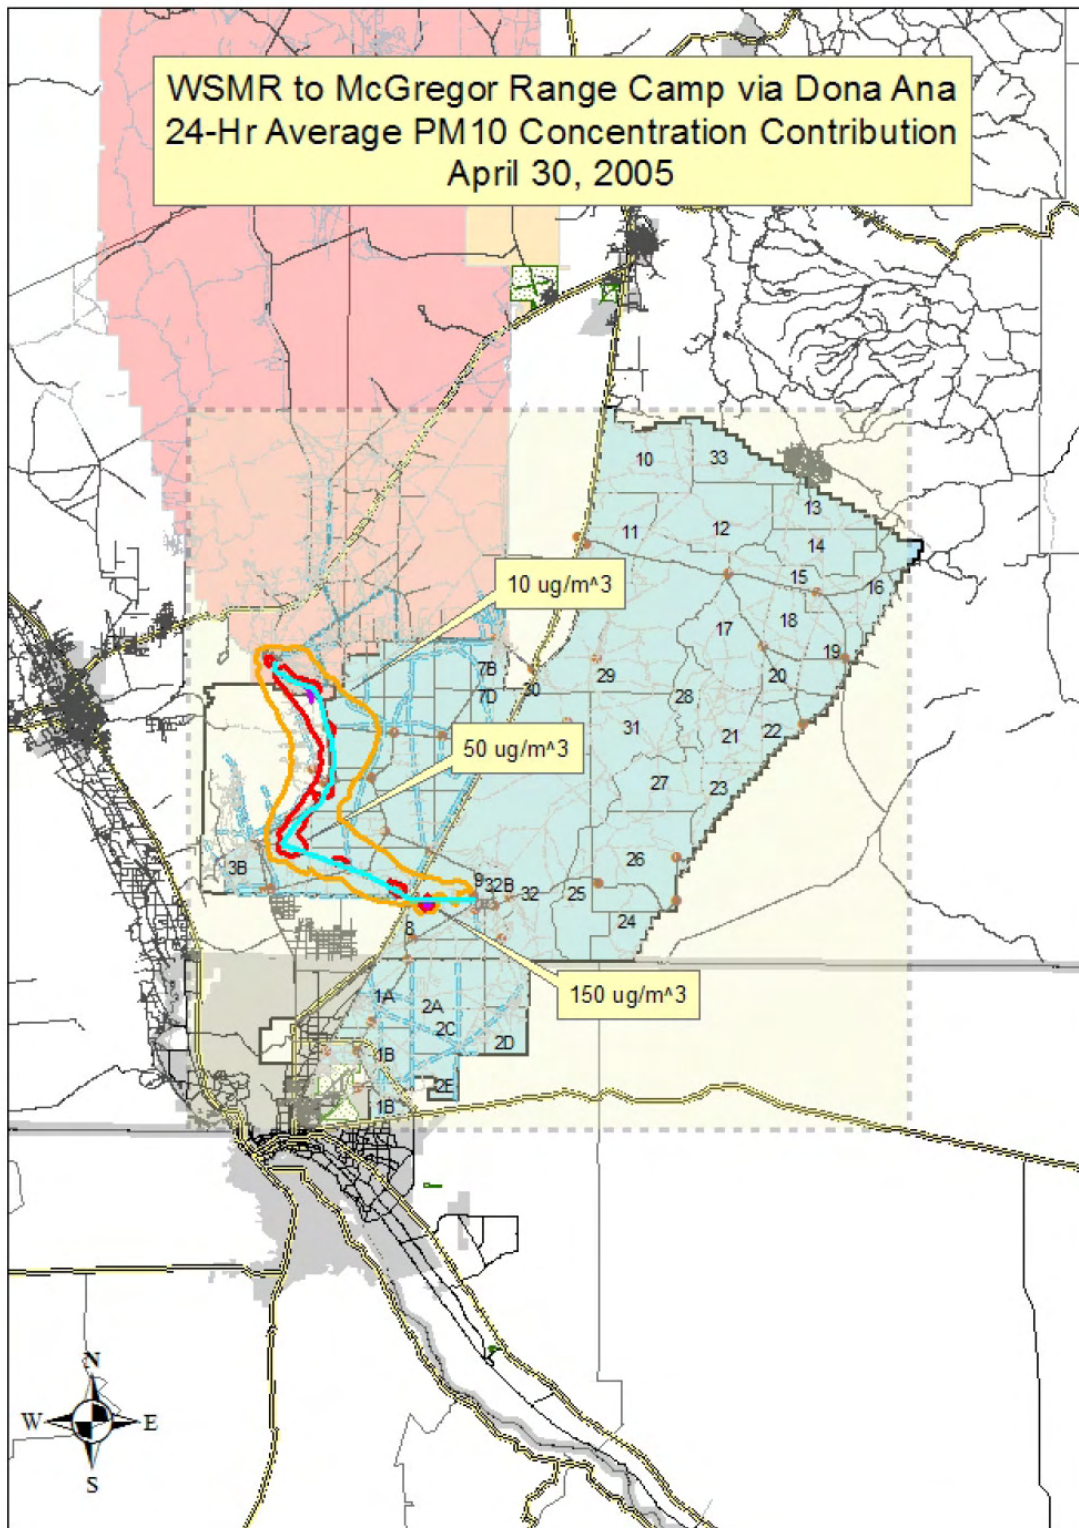 WSMR to McGregor Range Camp via Dona Ana
24-Hr Average PM10 Concentration Contribution
April 30, 2005
10
33
13
11
12
14
15
16
10 ug/m^3
17
18
7B
29
19
30
20
7D
28
31
21
22
50 ug/m^3
27
23
26
3B
9
32B
32
25
24
8
150 ug/m^3
1A
2A
2C
2D
1B
2E
1B
N
W
E
S